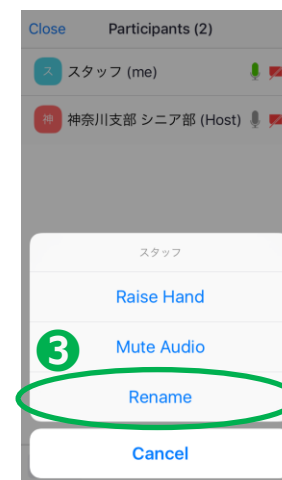 Close Participants (2)
ス スタッフ (me)
神 神奈川支部 シニア部 (Host)
スタッフ
Raise Hand
3 Mute Audio
Rename
Cancel